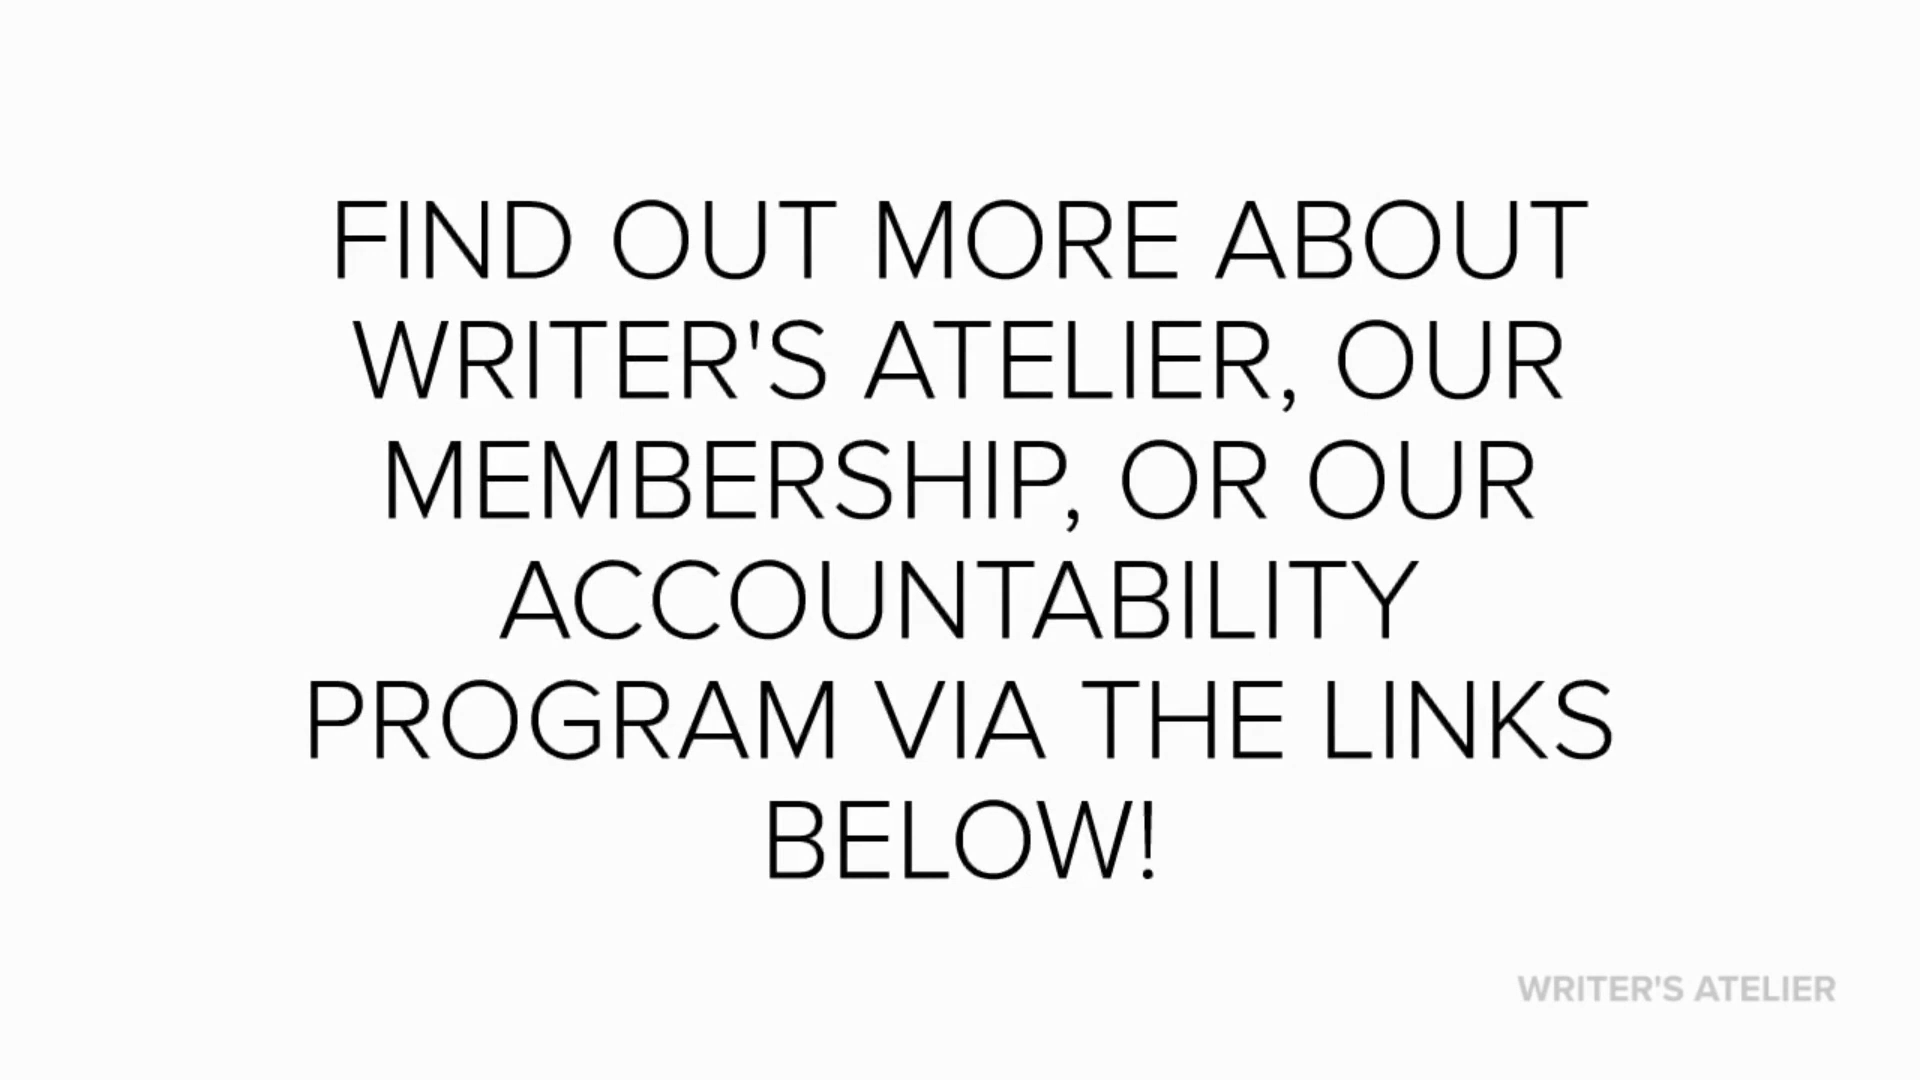 FIND OUT MORE ABOUT
WRITER'S ATELIER, OUR
MEMBERSHIP, OR OUR
ACCOUNTABILITY
PROGRAM VIA THE LINKS
BELOW!
WRITER'S ATELIER